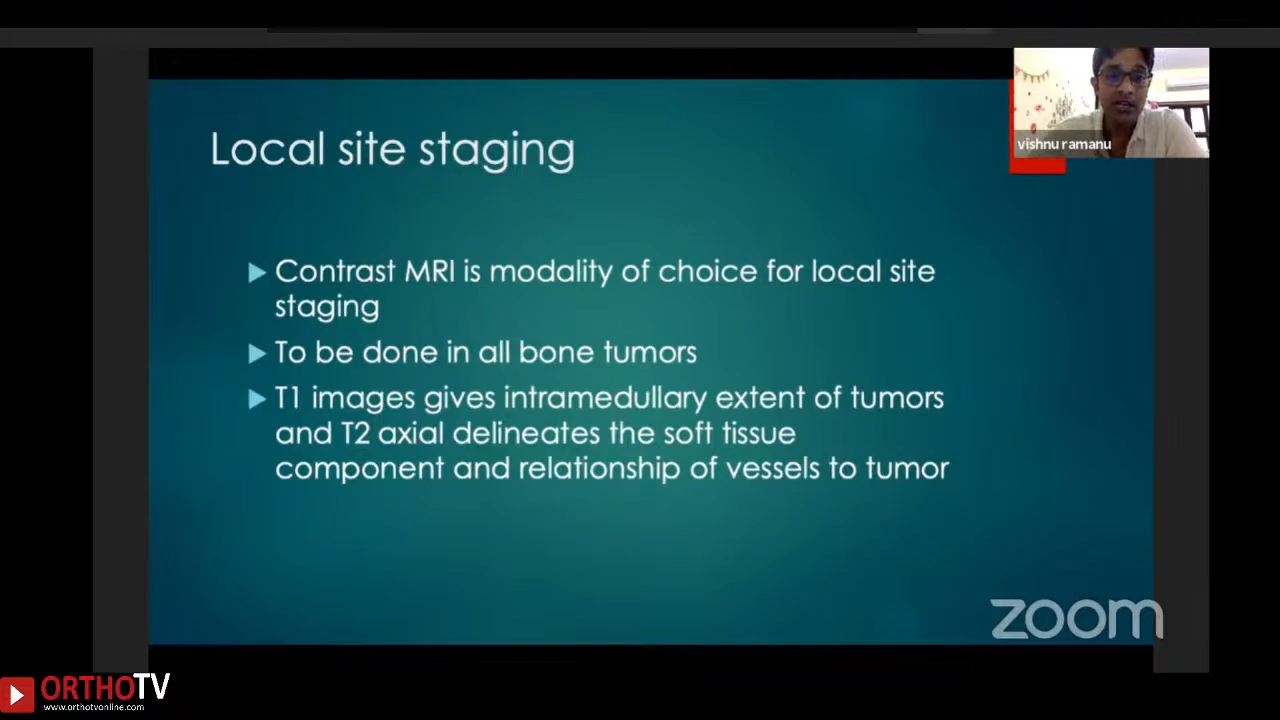 vishnu ramanu
Local site staging
Contrast MRI is modality of choice for local site
staging
To be done in all bone tumors
T1 images gives intramedullary extent of tumors
and T2 axial delineates the soft tissue
component and relationship of vessels to tumor
zoom
ORTHOTV
www.orthotvonline.com